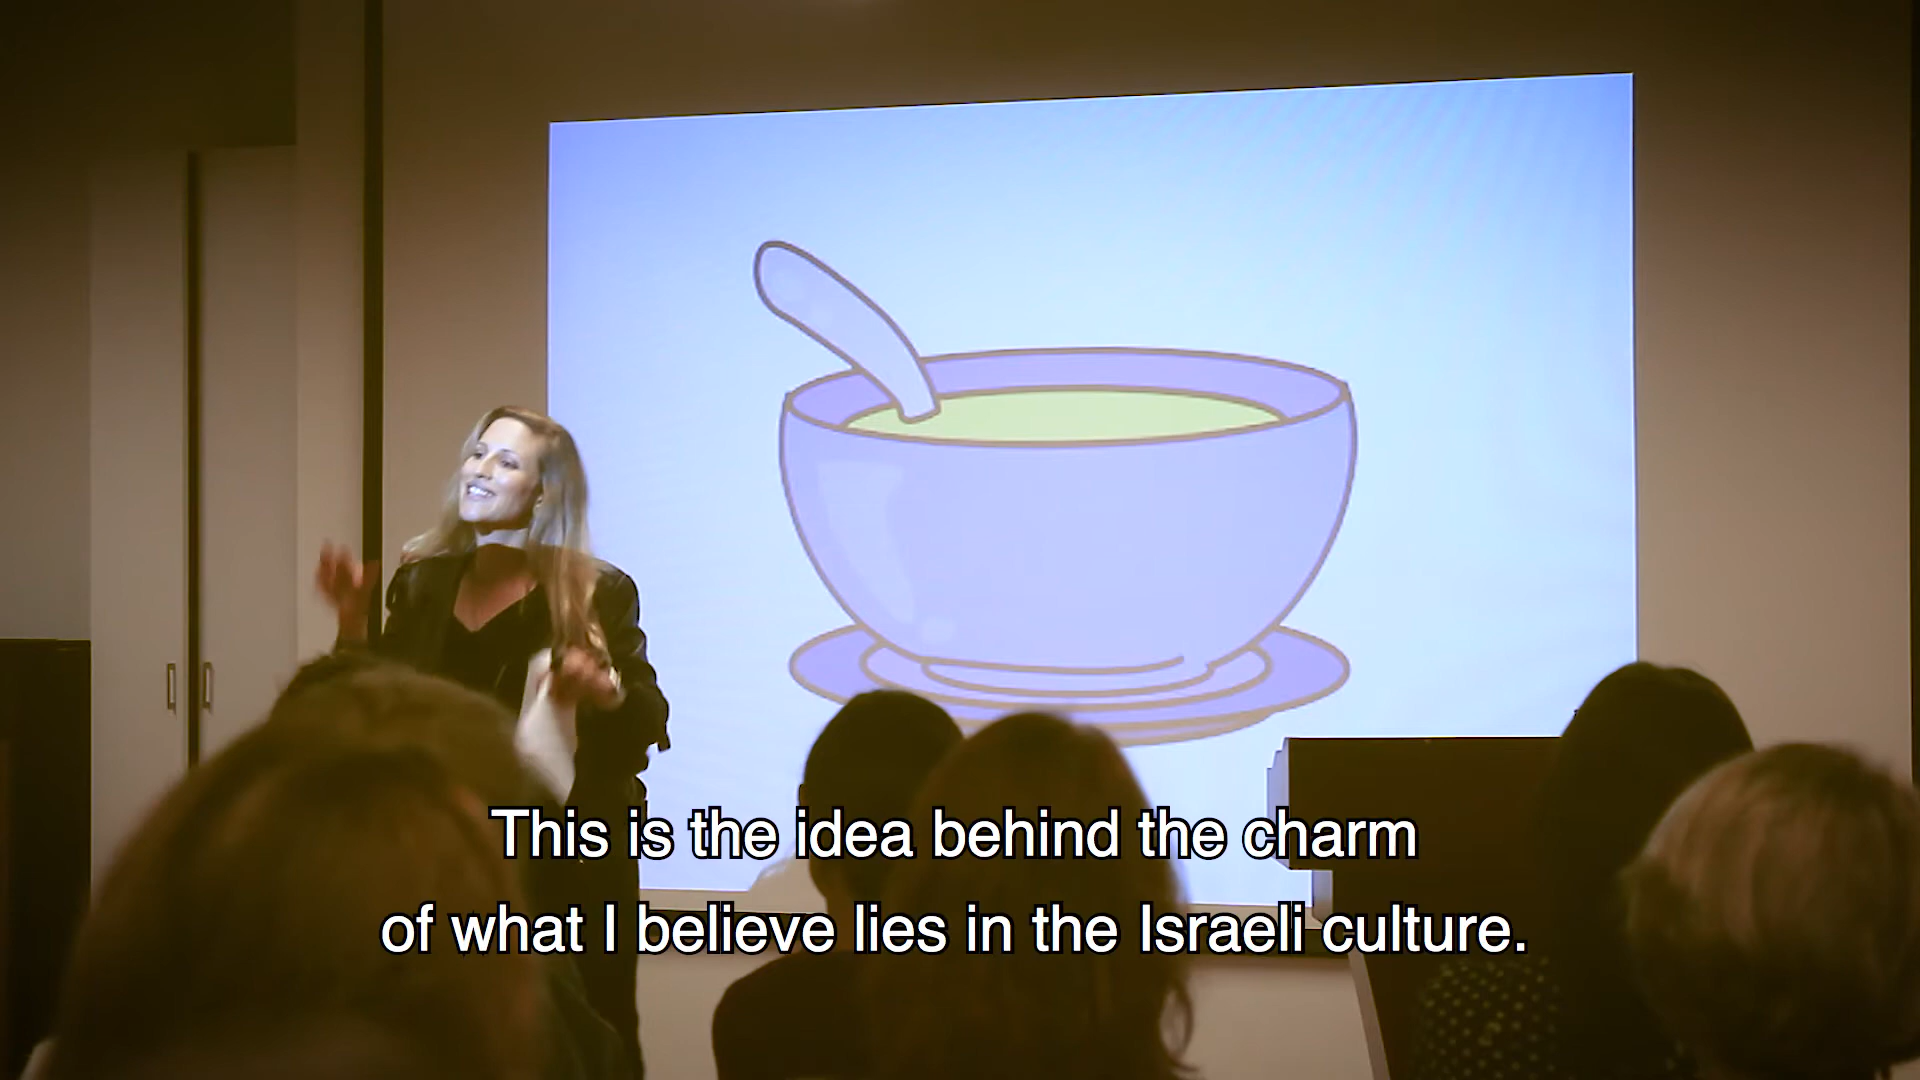 This is the idea behind the charm
of what I believe lies in the Israeli culture.